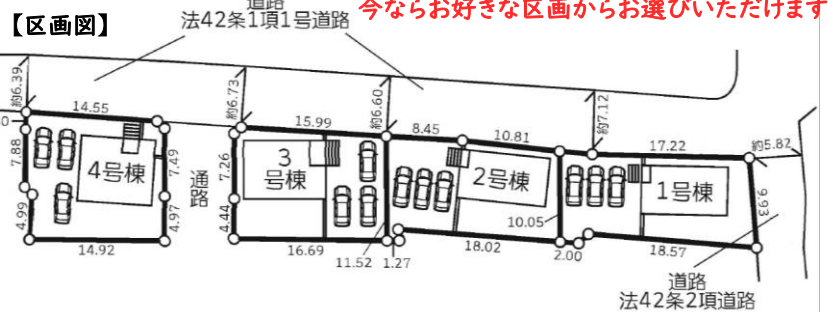 【区画図】
道路
法42条1項1号道路
今ならお好きな区画からお選びいただけます
約6.39
約6.73
約6.60
約7.12
約5.82
14.55
15.99
8.45
10.81
17.22
7.88
4.99
7.49
4.97
4号棟
14.92
通路
7.26
4.44
3
号棟
16.69
11.52
1.27
2号棟
10.05
18.02
2.00
1号棟
9.93
18.57
道路
法42条2項道路